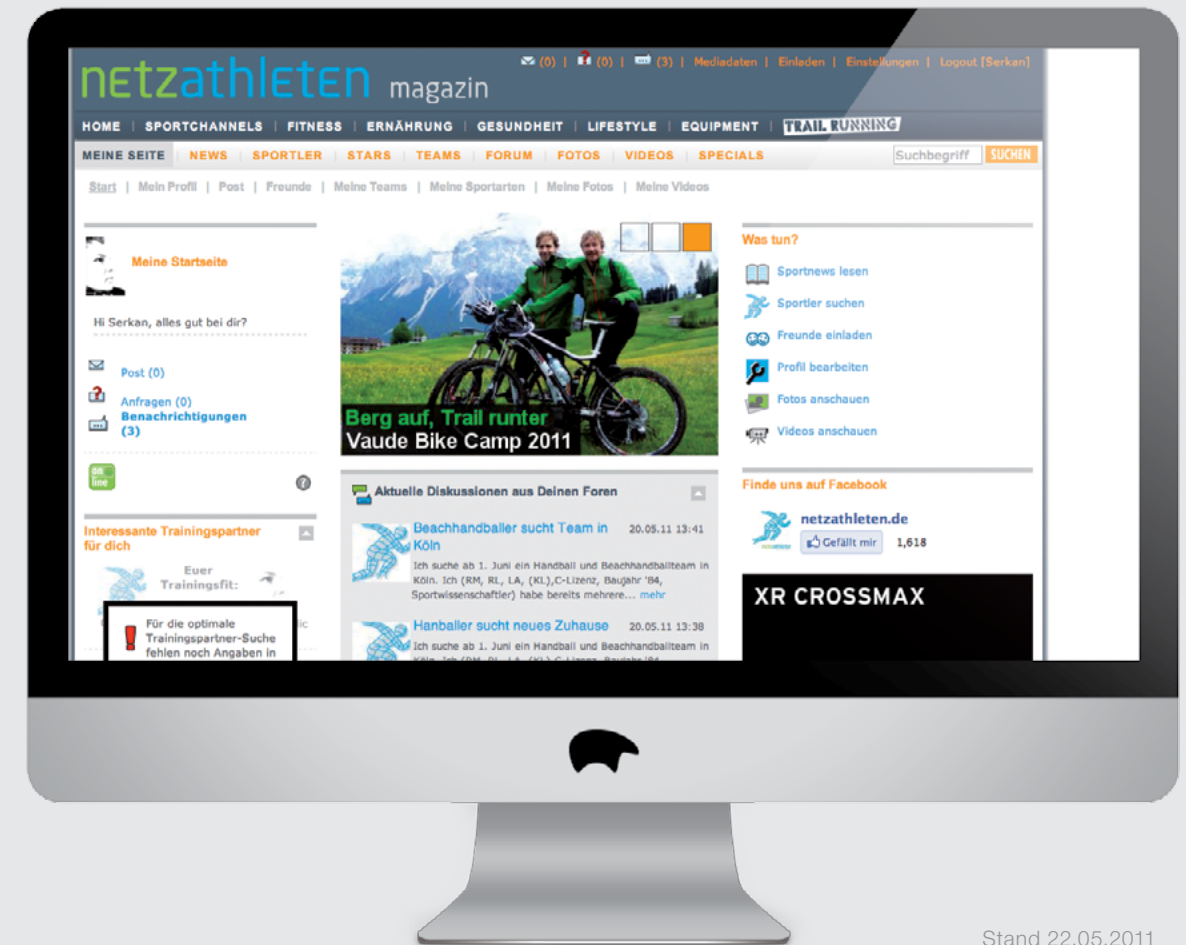 netzathleten magazin
(0) | (0) | (3) | Mediadaten | Einladen | Einstellungen | Logout [Serkan]
HOME | SPORTCHANNELS | FITNESS | ERNÄHRUNG | GESUNDHEIT | LIFESTYLE | EQUIPMENT | TRAIL RUNNING
MEINE SEITE | NEWS | SPORTLER | STARS | TEAMS | FORUM | FOTOS | VIDEOS | SPECIALS
Suchbegriff SUCHEN
Start | Mein Profil | Post | Freunde | Meine Teams | Meine Sportarten | Meine Fotos | Meine Videos
Meine Startseite
Hi Serkan, alles gut bei dir?
Post (0)
Anfragen (0)
Benachrichtigungen
(3)
on
line
?
Interessante Trainingspartner
für dich
Euer
Trainingsfit:
Für die optimale
Trainingspartner-Suche
fehlen noch Angaben in
Berg auf, Trail runter
Vaude Bike Camp 2011
Aktuelle Diskussionen aus Deinen Foren
Beachhandballer sucht Team in
Köln
20.05.11 13:41
Ich suche ab 1. Juni ein Handball und Beachhandballteam in
Köln. Ich (RM, RL, LA, (KL),C-Lizenz, Baujahr '84,
Sportwissenschaftler) habe bereits mehrere... mehr
Hanballer sucht neues Zuhause
20.05.11 13:38
Ich suche ab 1. Juni ein Handball und Beachhandballteam in
Was tun?
Sportnews lesen
Sportler suchen
Freunde einladen
Profil bearbeiten
Fotos anschauen
Videos anschauen
Finde uns auf Facebook
netzathleten.de
Gefällt mir 1,618
XR CROSSMAX
Stand 22.05.2011